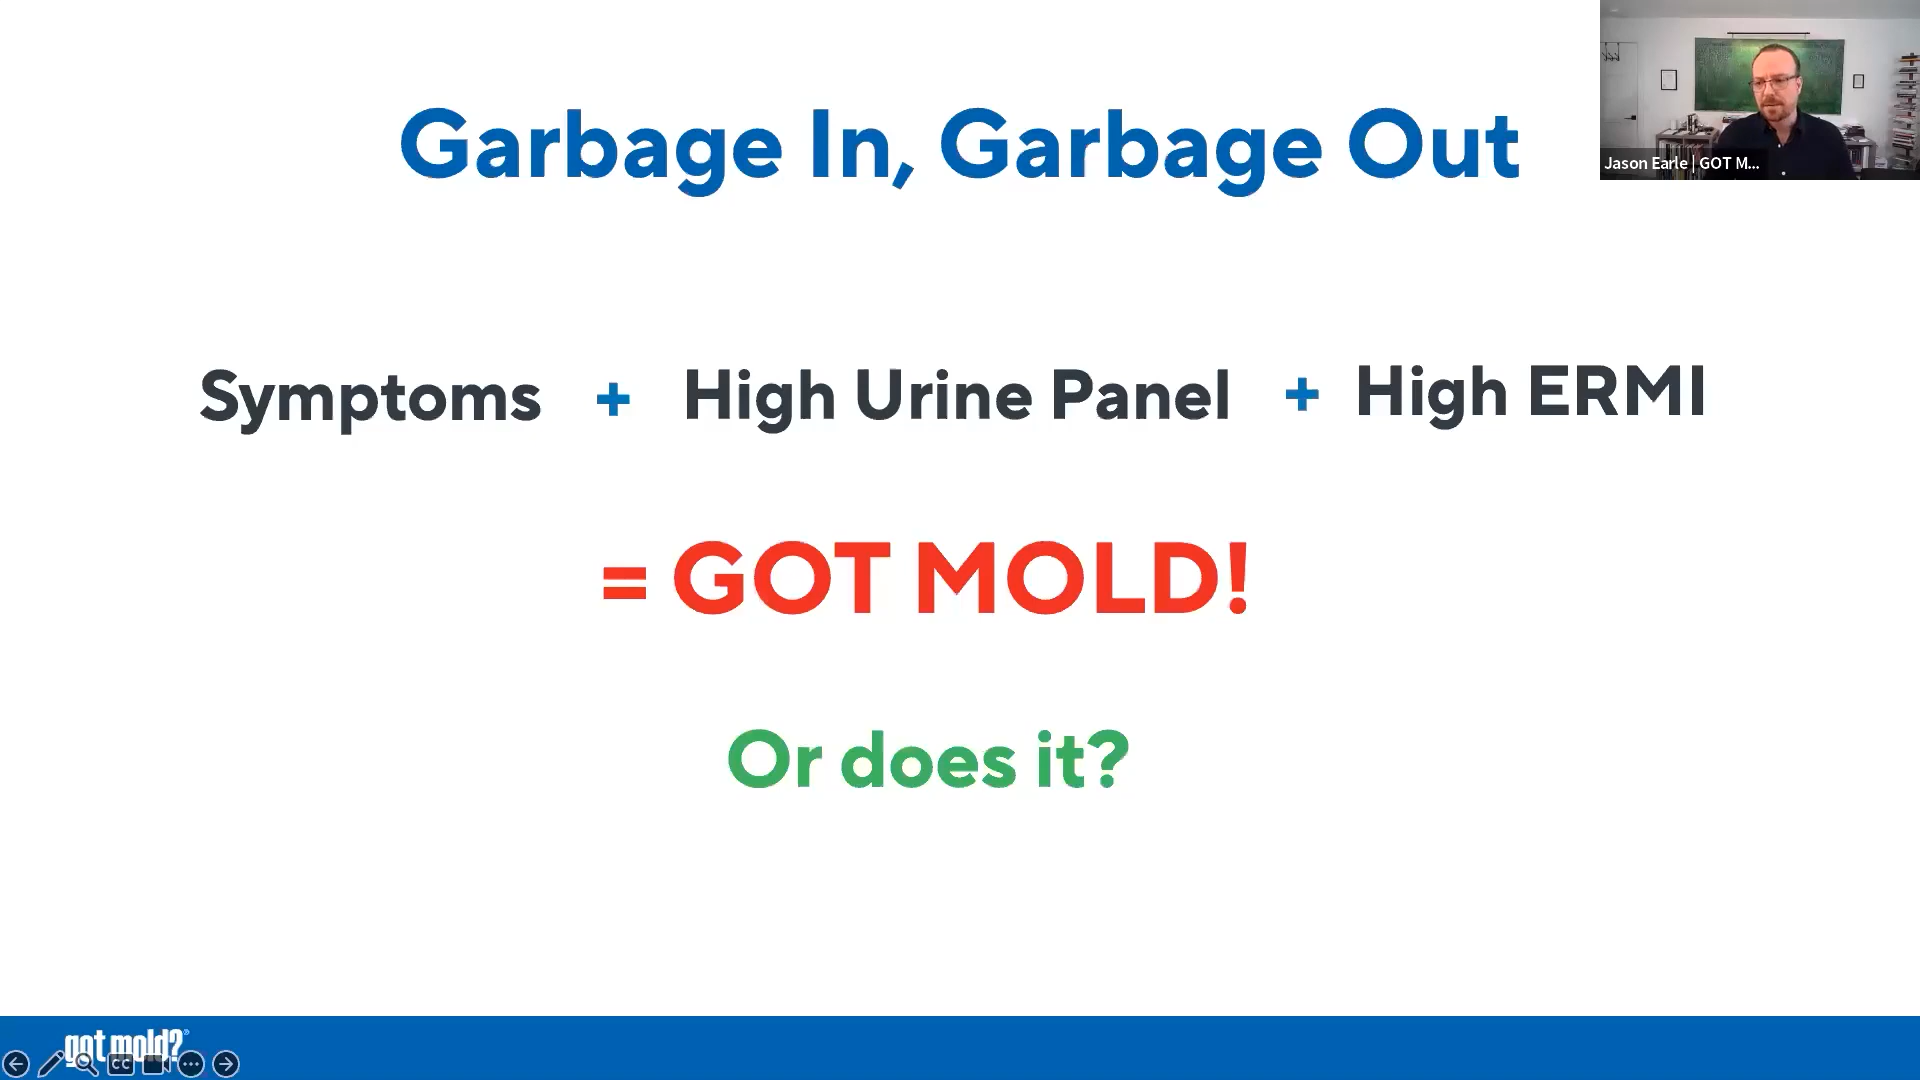 Garbage In, Garbage Out
Jason Earle | GOT M...
Symptoms + High Urine Panel + High ERMI
= GOT MOLD!
Or does it?
got mold?®
CC